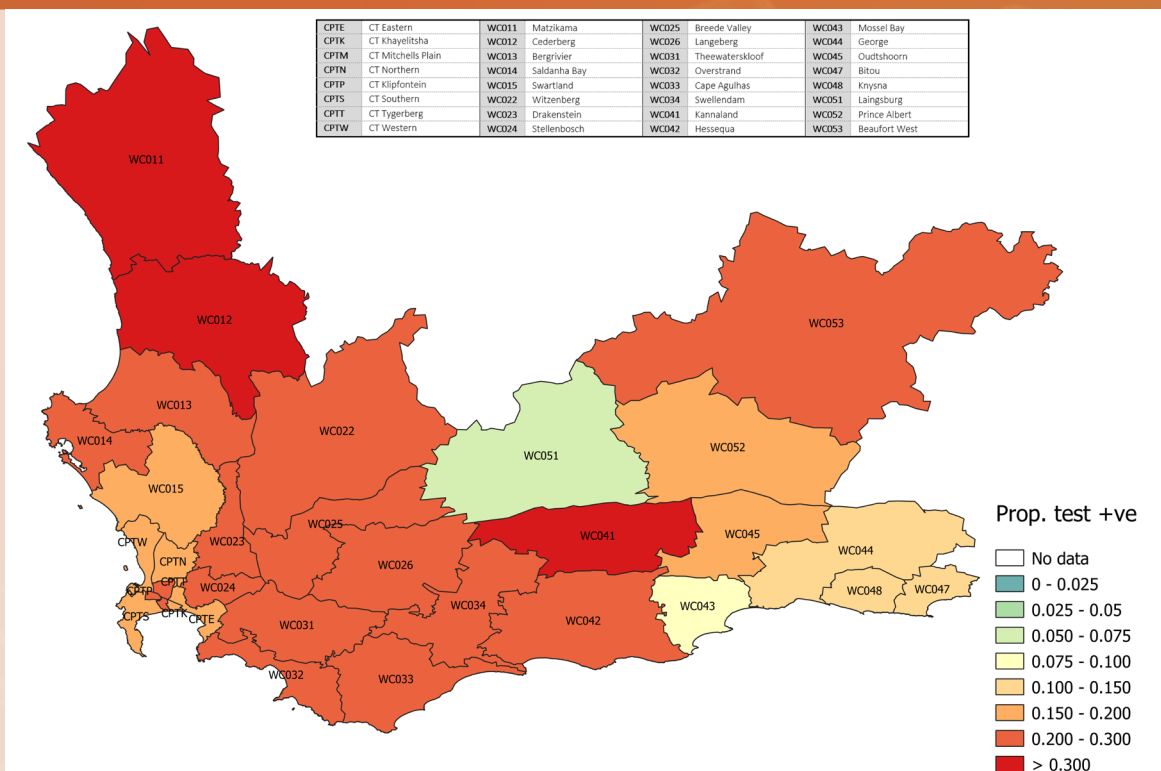 CPTE CT Eastern WC011 Matzikama WC025 Breede Valley WC043 Mossel Bay
CPTK CT Khayelitsha WC012 Cederberg WC026 Langeberg WC044 George
CPTM CT Mitchells Plain WC013 Bergrivier WC031 Theewaterskloof WC045 Oudtshoorn
CPTN CT Northern WC014 Saldanha Bay WC032 Overstrand WC047 Bitou
CPTP CT Klipfontein WC015 Swartland WC033 Cape Agulhas WC048 Knysna
CPTS CT Southern WC022 Witzenberg WC034 Swellendam WC051 Laingsburg
CPTT CT Tygerberg WC023 Drakenstein WC041 Kannaland WC052 Prince Albert
CPTW CT Western WC024 Stellenbosch WC042 Hessequa WC053 Beaufort West
WC011
WC012
WC053
WC013
WC022
WC014
WC052
WC051
WC015
WC025
WC041
WC045
CPTW
WC023
WC044
CPTN
WC026
CPTT
WC024
CPTP
WC048
WC047
WC034
WC043
CPTS
CPTK
CPTE
WC031
WC042
WC032
WC033
Prop. test +ve
No data
0 - 0.025
0.025 - 0.05
0.050 - 0.075
0.075 - 0.100
0.100 - 0.150
0.150 - 0.200
0.200 - 0.300
> 0.300